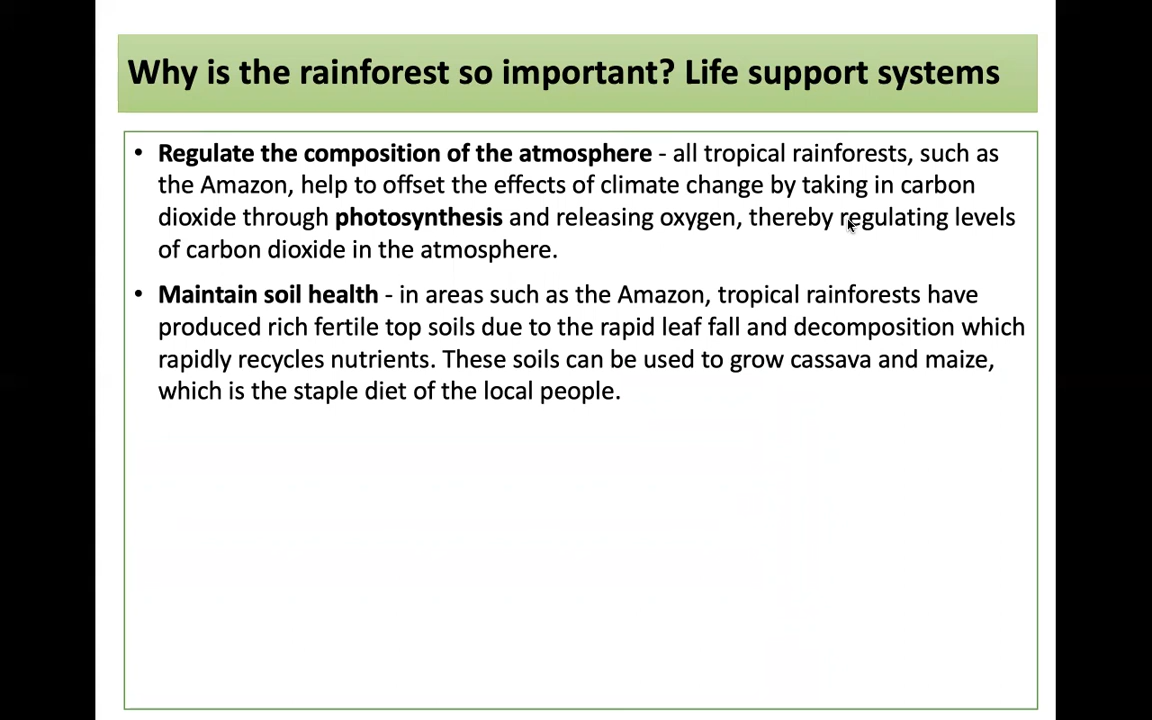 Why is the rainforest so important? Life support systems
• Regulate the composition of the atmosphere - all tropical rainforests, such as
the Amazon, help to offset the effects of climate change by taking in carbon
dioxide through photosynthesis and releasing oxygen, thereby regulating levels
of carbon dioxide in the atmosphere.
• Maintain soil health - in areas such as the Amazon, tropical rainforests have
produced rich fertile top soils due to the rapid leaf fall and decomposition which
rapidly recycles nutrients. These soils can be used to grow cassava and maize,
which is the staple diet of the local people.